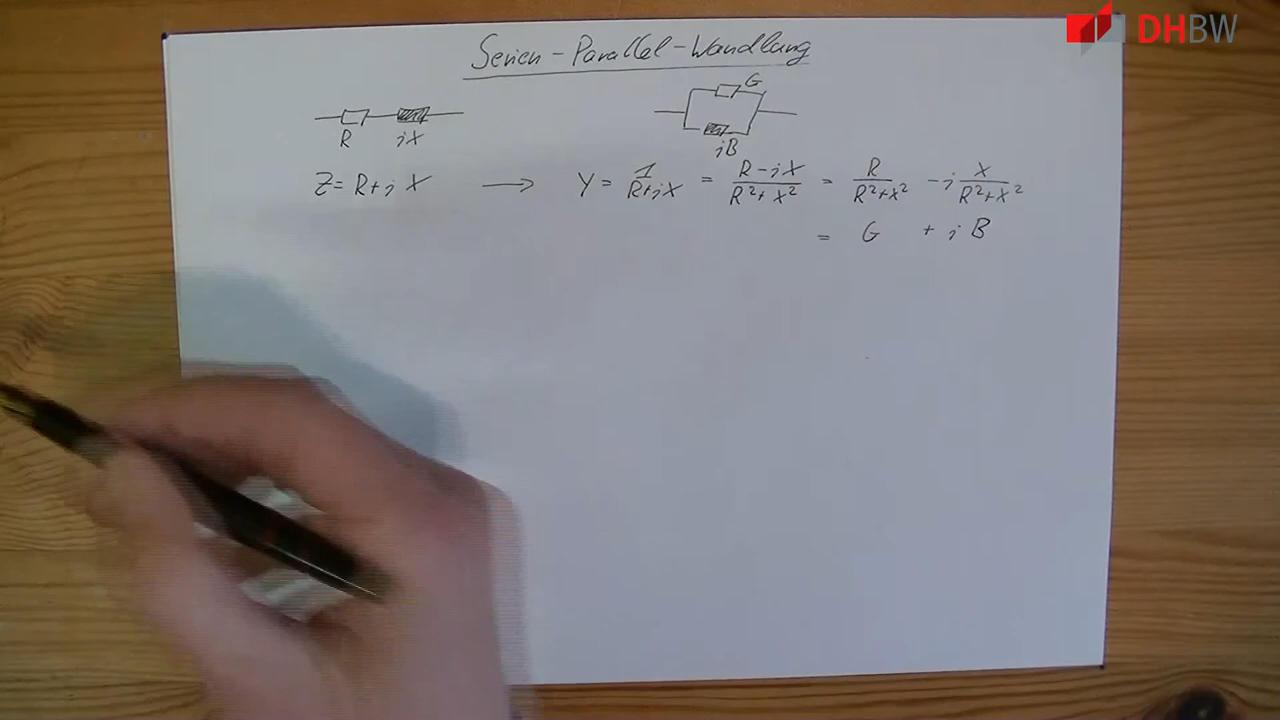 DHBW
Serien-Parallel-Wandlung
G
R jX
jB
Z = R + j X → Y = 1/(R+jX) = (R-jX)/(R²+X²) = R/(R²+X²) - j X/(R²+X²)
= G + j B